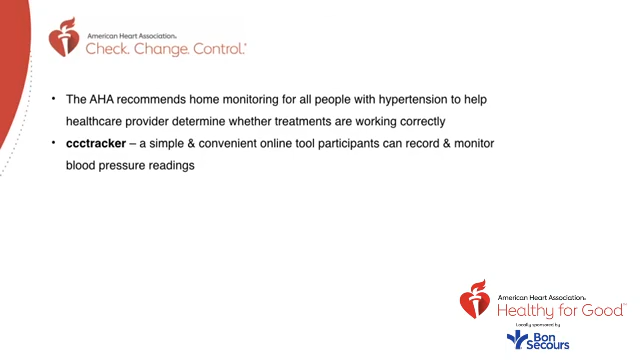 American Heart Association®
Check. Change. Control.®
• The AHA recommends home monitoring for all people with hypertension to help
healthcare provider determine whether treatments are working correctly
• ccctracker – a simple & convenient online tool participants can record & monitor
blood pressure readings
American Heart Association®
Healthy for Good™
Locally sponsored by
Bon
Secours